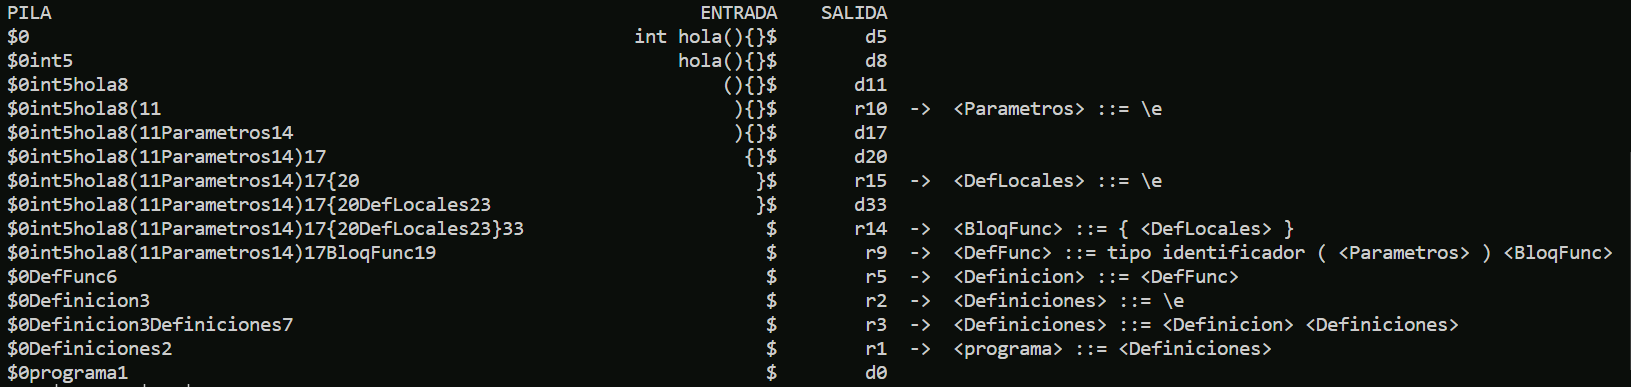 PILA ENTRADA SALIDA
$0 int hola(){}$ d5
$0int5 hola(){}$ d8
$0int5hola8 (){}$ d11
$0int5hola8(11 ){}$ r10 -> <Parametros> ::= \e
$0int5hola8(11Parametros14 ){}$ d17
$0int5hola8(11Parametros14)17 {}$ d20
$0int5hola8(11Parametros14)17{20 }$ r15 -> <DefLocales> ::= \e
$0int5hola8(11Parametros14)17{20DefLocales23 }$ d33
$0int5hola8(11Parametros14)17{20DefLocales23}33 $ r14 -> <BloqFunc> ::= { <DefLocales> }
$0int5hola8(11Parametros14)17BloqFunc19 $ r9 -> <DefFunc> ::= tipo identificador ( <Parametros> ) <BloqFunc>
$0DefFunc6 $ r5 -> <Definicion> ::= <DefFunc>
$0Definicion3 $ r2 -> <Definiciones> ::= \e
$0Definicion3Definiciones7 $ r3 -> <Definiciones> ::= <Definicion> <Definiciones>
$0Definiciones2 $ r1 -> <programa> ::= <Definiciones>
$0programa1 $ d0